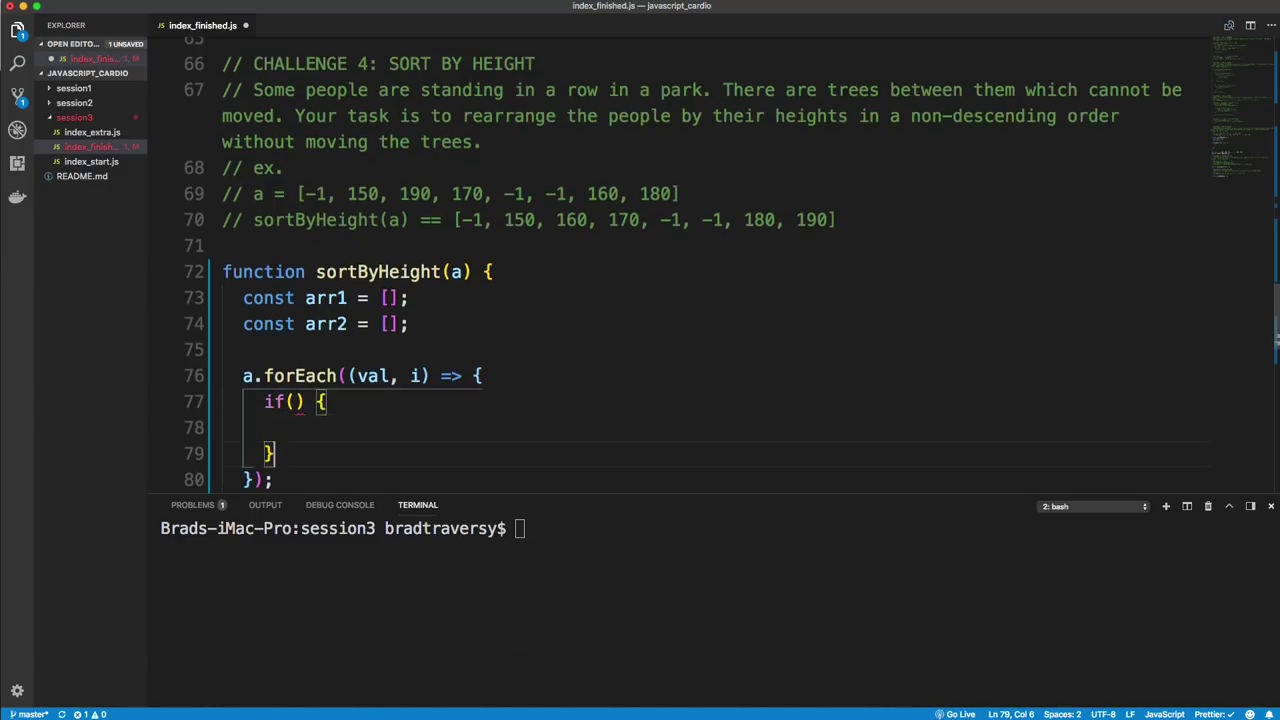 index_finished.js — javascript_cardio
EXPLORER
index_finished.js
OPEN EDITO... 1 UNSAVED
index_finis... 1, M
JAVASCRIPT_CARDIO
session1
session2
session3
index_extra.js
index_finish... 1, M
index_start.js
README.md
65
66 // CHALLENGE 4: SORT BY HEIGHT
67 // Some people are standing in a row in a park. There are trees between them which cannot be
moved. Your task is to rearrange the people by their heights in a non-descending order
without moving the trees.
68 // ex.
69 // a = [-1, 150, 190, 170, -1, -1, 160, 180]
70 // sortByHeight(a) == [-1, 150, 160, 170, -1, -1, 180, 190]
71
72 function sortByHeight(a) {
73 const arr1 = [];
74 const arr2 = [];
75
76 a.forEach((val, i) => {
77 if() {
78
79 }
80 });
PROBLEMS 1 OUTPUT DEBUG CONSOLE TERMINAL 2: bash
Brads-iMac-Pro:session3 bradtraversy$
master* 1 0 Go Live Ln 79, Col 6 Spaces: 2 UTF-8 LF JavaScript Prettier: ✓